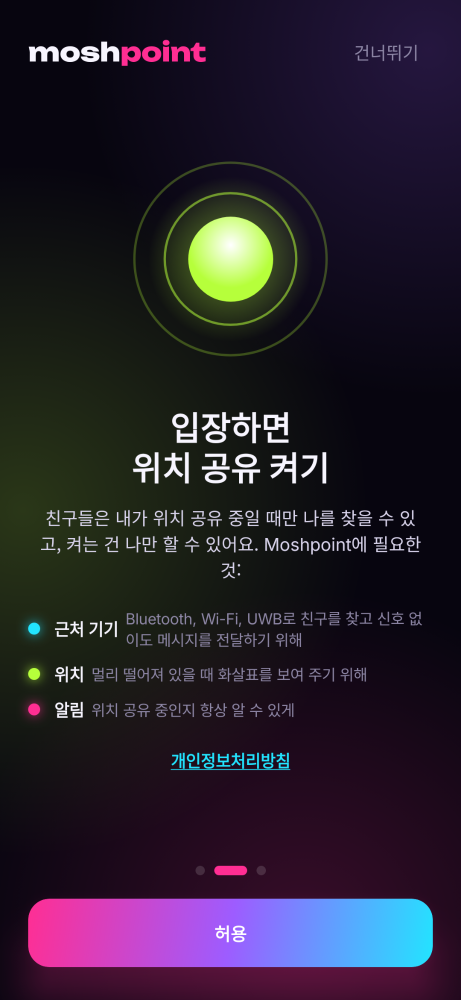 moshpoint
건너뛰기
입장하면
위치 공유 켜기
친구들은 내가 위치 공유 중일 때만 나를 찾을 수 있
고, 켜는 건 나만 할 수 있어요. Moshpoint에 필요한
것:
근처 기기 Bluetooth, Wi-Fi, UWB로 친구를 찾고 신호 없
이도 메시지를 전달하기 위해
위치 멀리 떨어져 있을 때 화살표를 보여 주기 위해
알림 위치 공유 중인지 항상 알 수 있게
개인정보처리방침
허용